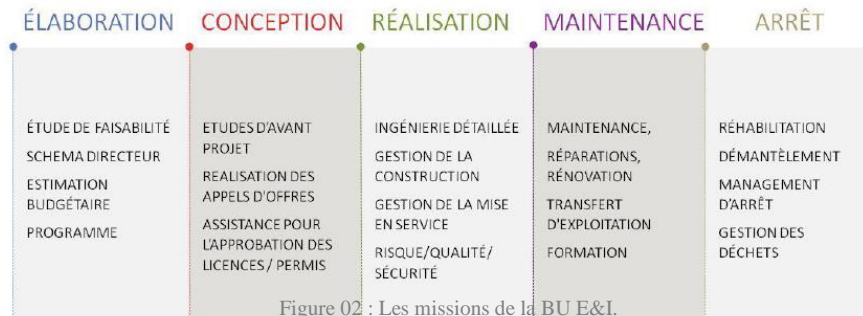 ÉLABORATION
ÉTUDE DE FAISABILITÉ
SCHEMA DIRECTEUR
ESTIMATION
BUDGÉTAIRE
PROGRAMME
CONCEPTION
ETUDES D'AVANT
PROJET
REALISATION DES
APPELS D'OFFRES
ASSISTANCE POUR
L'APPROBATION DES
LICENCES / PERMIS
RÉALISATION
INGÉNIERIE DÉTAILLÉE
GESTION DE LA
CONSTRUCTION
GESTION DE LA MISE
EN SERVICE
RISQUE/QUALITÉ/
SÉCURITÉ
MAINTENANCE
MAINTENANCE,
RÉPARATIONS,
RÉNOVATION
TRANSFERT
D'EXPLOITATION
FORMATION
ARRÊT
RÉHABILITATION
DÉMANTÈLEMENT
MANAGEMENT
D'ARRÊT
GESTION DES
DÉCHETS
Figure 02 : Les missions de la BU E&I.